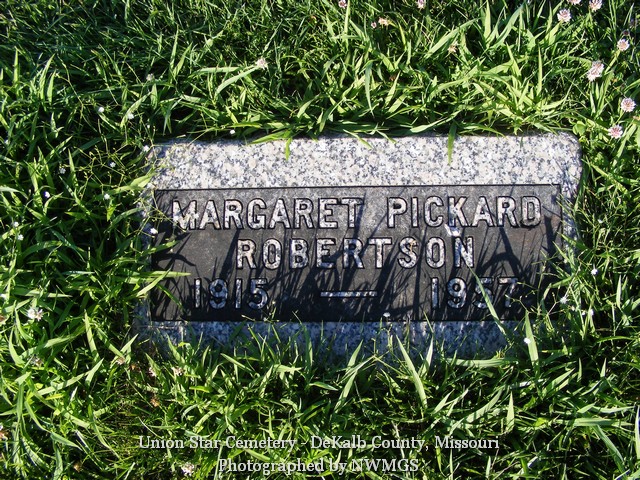 MARGARET PICKARD
ROBERTSON
1915 —
Union Star Cemetery - DeKalb County, Missouri
Photographed by NWMGS